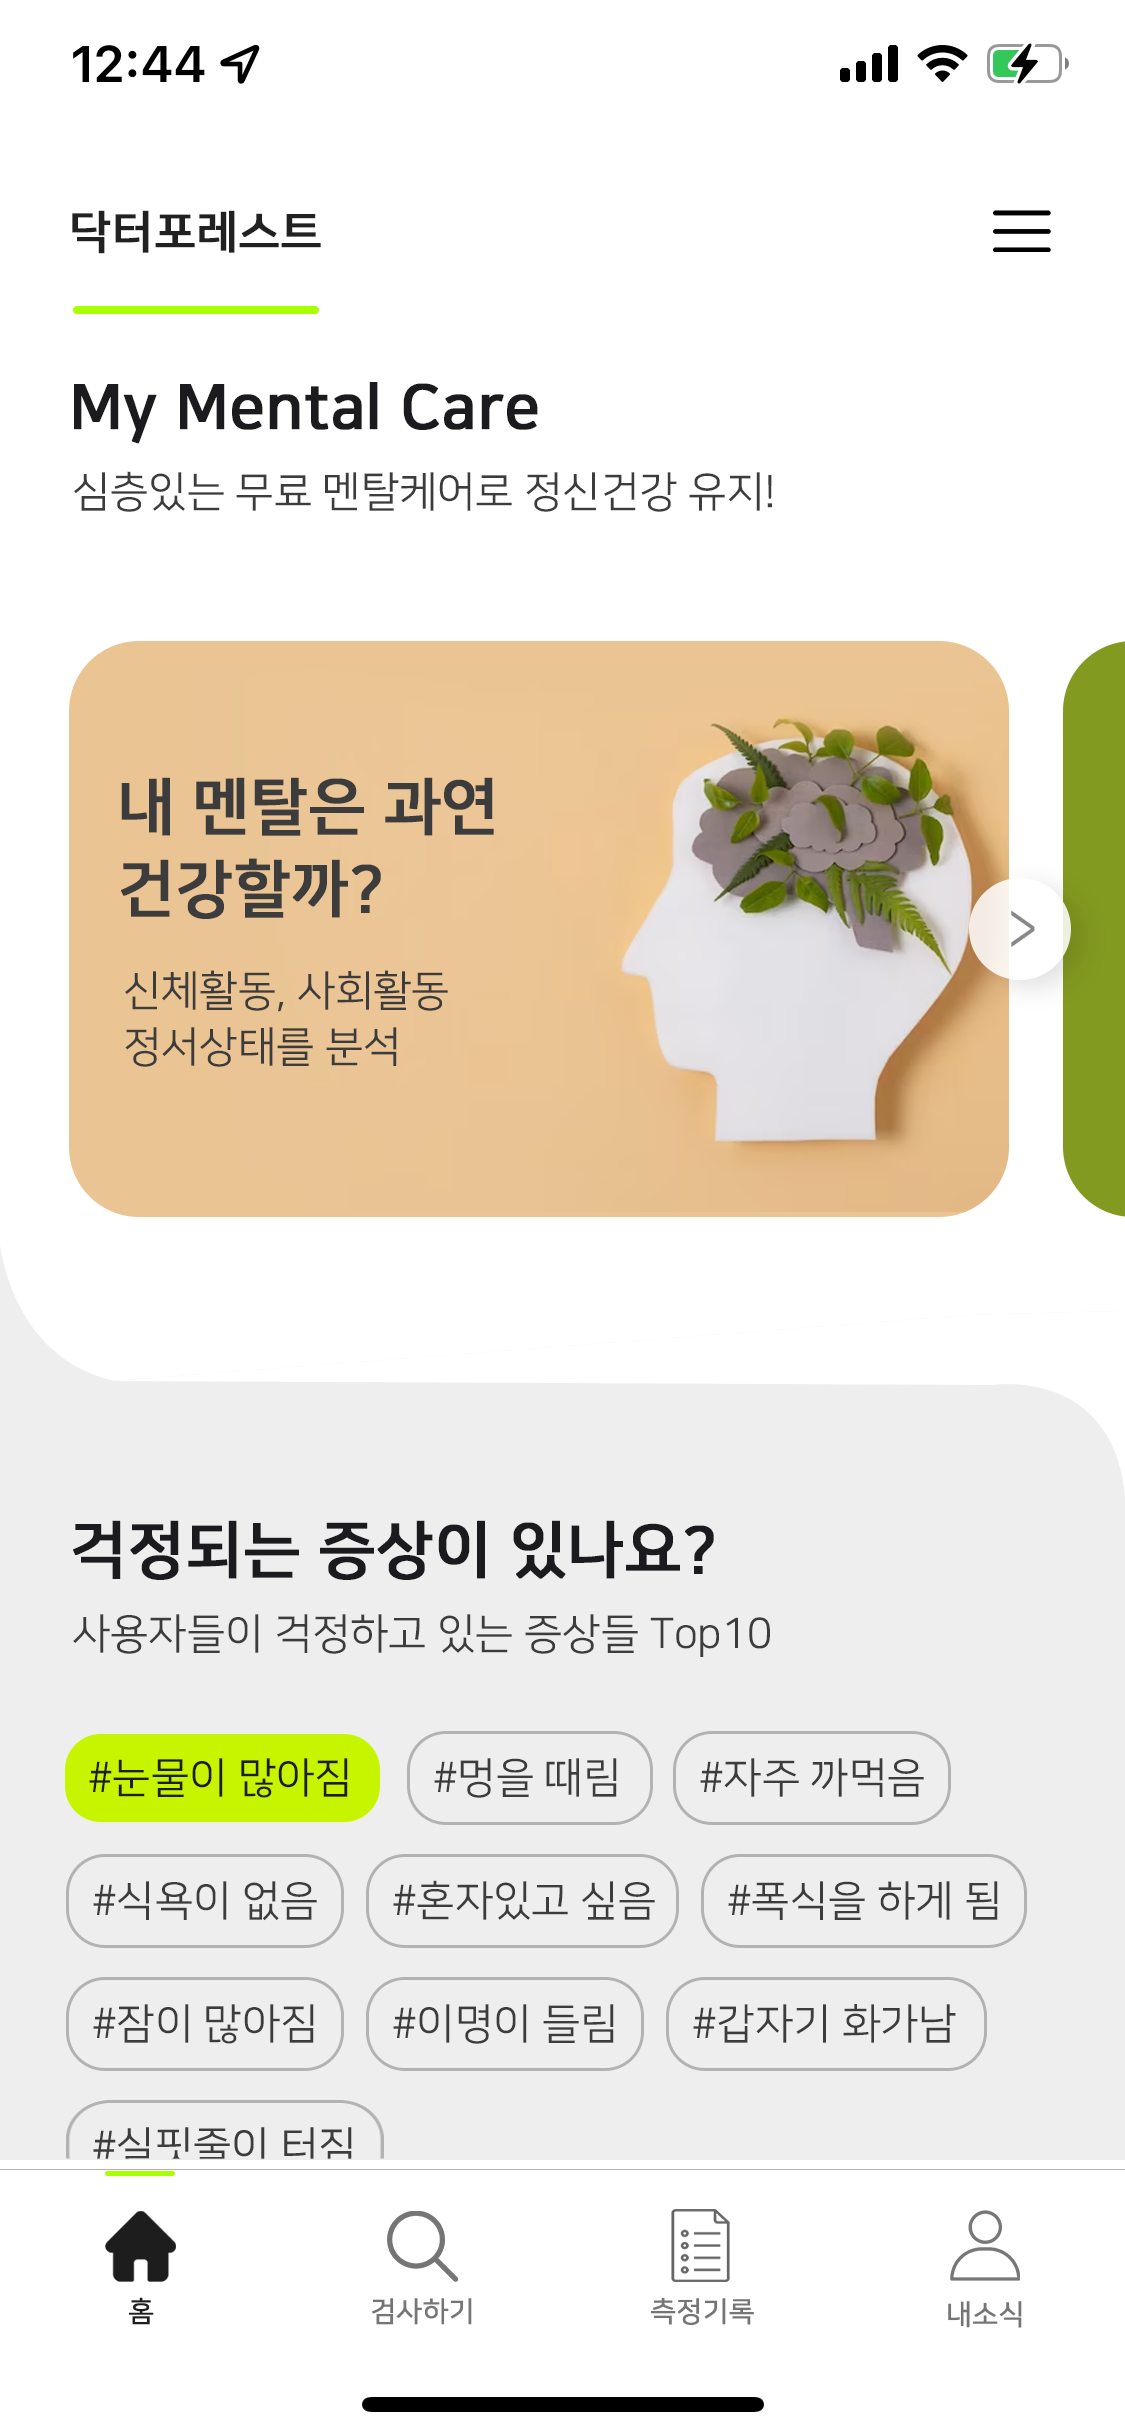 12:44
닥터포레스트
My Mental Care
심층있는 무료 멘탈케어로 정신건강 유지!
내 멘탈은 과연
건강할까?
신체활동, 사회활동
정서상태를 분석
걱정되는 증상이 있나요?
사용자들이 걱정하고 있는 증상들 Top10
#눈물이 많아짐 #멍을 때림 #자주 까먹음
#식욕이 없음 #혼자있고 싶음 #폭식을 하게 됨
#잠이 많아짐 #이명이 들림 #갑자기 화가남
#실핏줄이 터짐
홈 검사하기 측정기록 내소식